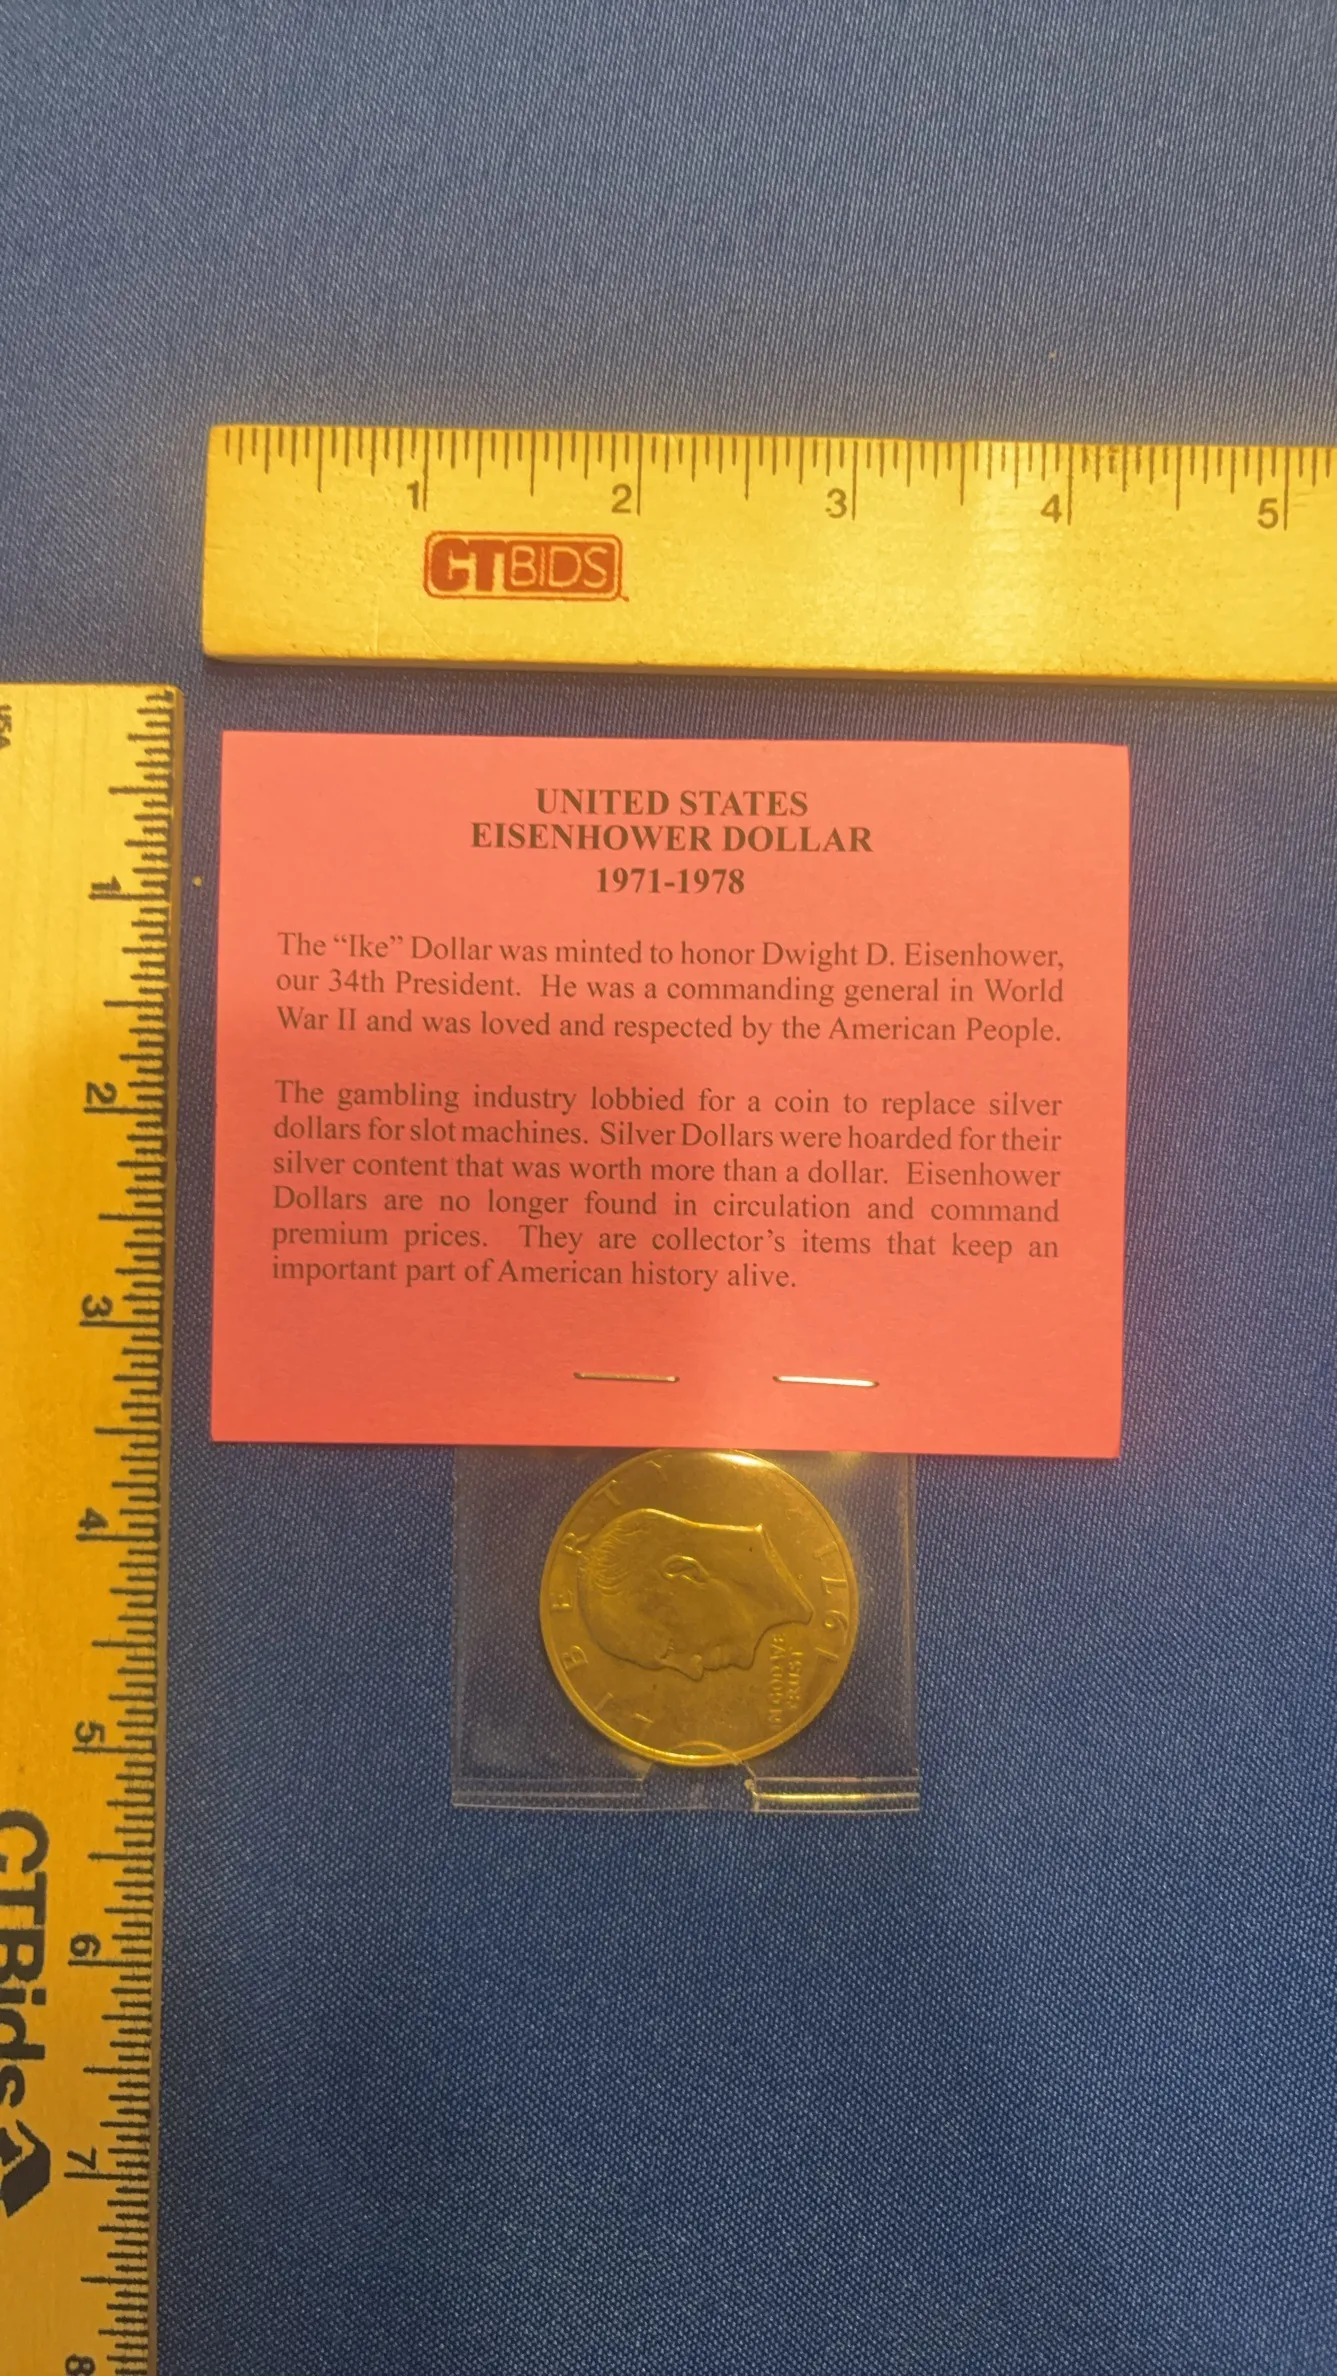 1 2 3 4 5
CTBIDS
USA
UNITED STATES
EISENHOWER DOLLAR
1971-1978
The “Ike” Dollar was minted to honor Dwight D. Eisenhower,
our 34th President. He was a commanding general in World
War II and was loved and respected by the American People.
The gambling industry lobbied for a coin to replace silver
dollars for slot machines. Silver Dollars were hoarded for their
silver content that was worth more than a dollar. Eisenhower
Dollars are no longer found in circulation and command
premium prices. They are collector’s items that keep an
important part of American history alive.
LIBERTY
IN GOD WE
TRUST
1971
1
2
3
4
5
6
7
8
CTBids